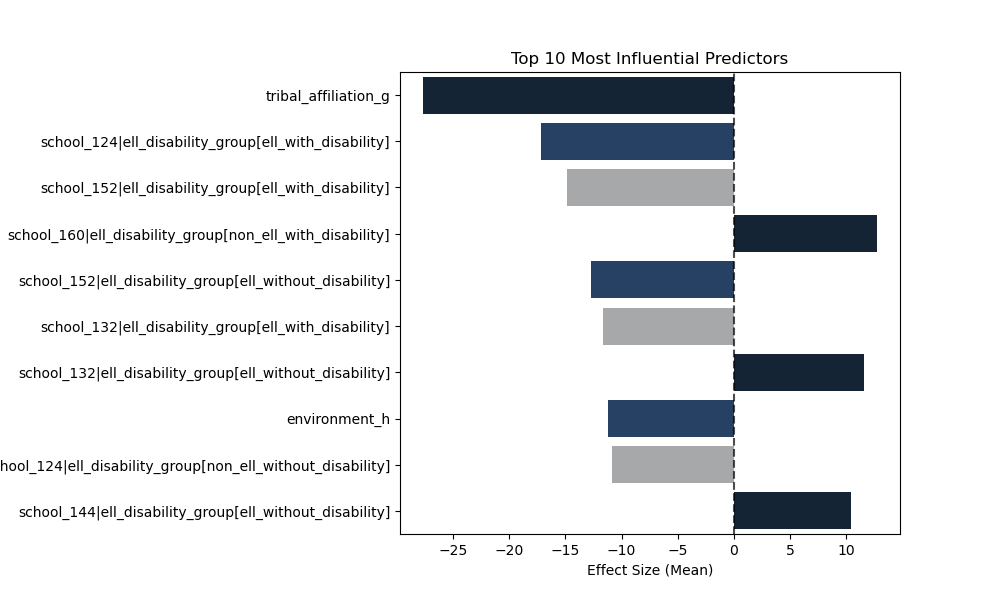 Top 10 Most Influential Predictors
tribal_affiliation_g
school_124|ell_disability_group[ell_with_disability]
school_152|ell_disability_group[ell_with_disability]
school_160|ell_disability_group[non_ell_with_disability]
school_152|ell_disability_group[ell_without_disability]
school_132|ell_disability_group[ell_with_disability]
school_132|ell_disability_group[ell_without_disability]
environment_h
hool_124|ell_disability_group[non_ell_without_disability]
school_144|ell_disability_group[ell_without_disability]
−25 −20 −15 −10 −5 0 5 10
Effect Size (Mean)